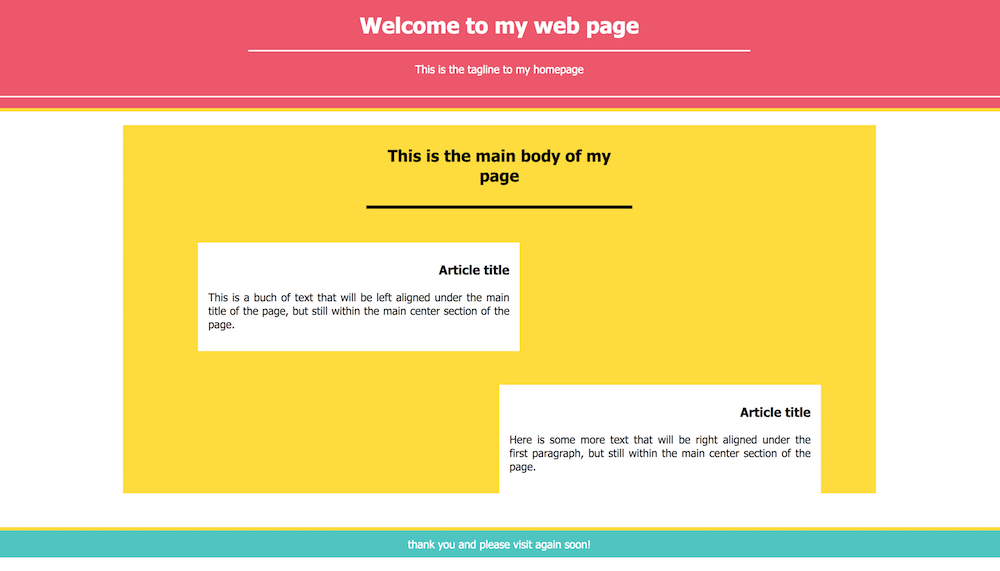 Welcome to my web page
This is the tagline to my homepage
This is the main body of my
page
Article title
This is a buch of text that will be left aligned under the main
title of the page, but still within the main center section of the
page.
Article title
Here is some more text that will be right aligned under the
first paragraph, but still within the main center section of the
page.
thank you and please visit again soon!